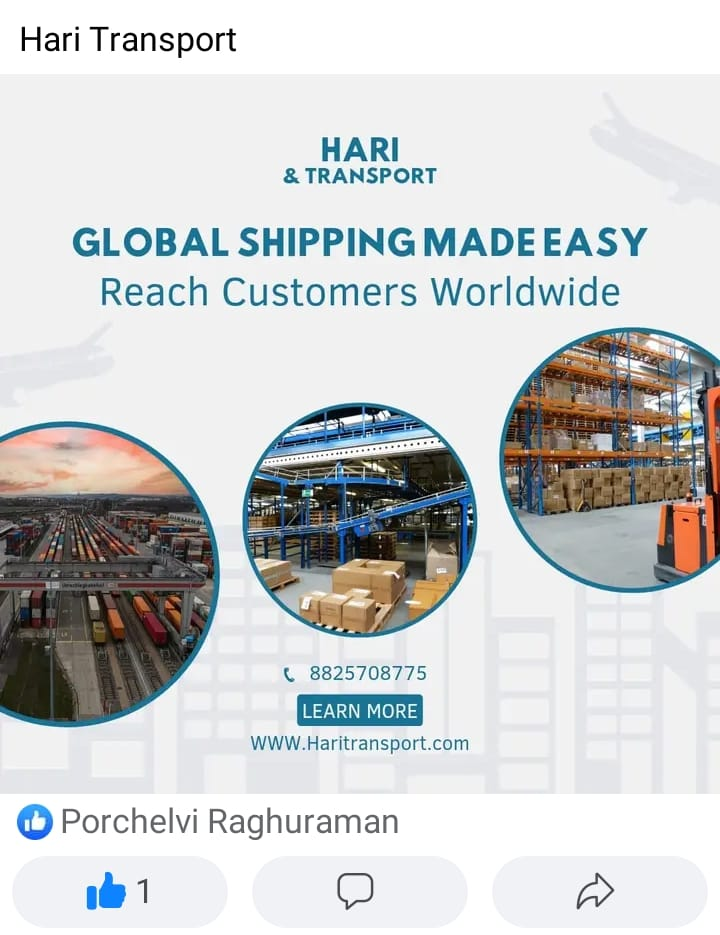 Hari Transport
HARI
& TRANSPORT
GLOBAL SHIPPING MADE EASY
Reach Customers Worldwide
8825708775
LEARN MORE
WWW.Haritransport.com
Porchelvi Raghuraman
1